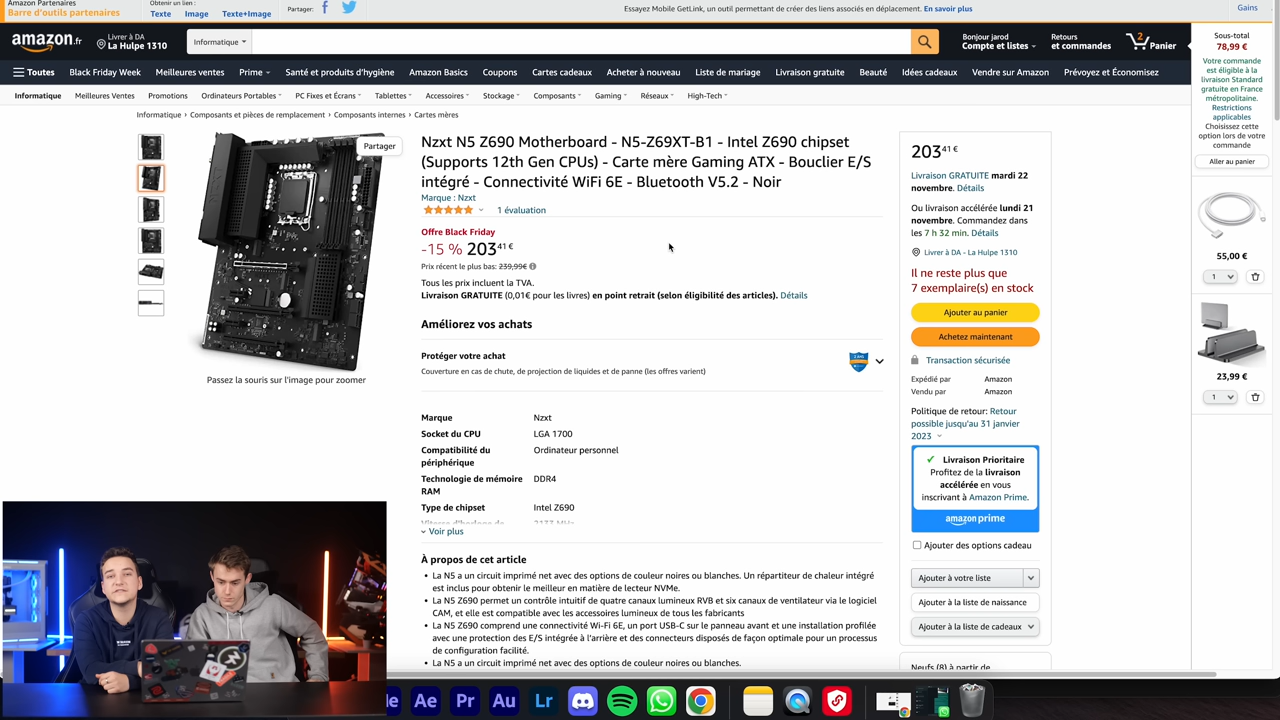 Amazon Partenaires
Barre d'outils partenaires
Obtenir un lien :
Texte Image Texte+Image
Partager:
Essayez Mobile GetLink, un outil permettant de créer des liens associés en déplacement. En savoir plus
Gains
amazon.fr
Livrer à DA
La Hulpe 1310
Informatique
Bonjour jarod
Compte et listes
Retours
et commandes
2
Panier
Toutes Black Friday Week Meilleures ventes Prime Santé et produits d'hygiène Amazon Basics Coupons Cartes cadeaux Acheter à nouveau Liste de mariage Livraison gratuite Beauté Idées cadeaux Vendre sur Amazon Prévoyez et Économisez
Informatique Meilleures Ventes Promotions Ordinateurs Portables PC Fixes et Écrans Tablettes Accessoires Stockage Composants Gaming Réseaux High-Tech
Informatique › Composants et pièces de remplacement › Composants internes › Cartes mères
Partager
Passez la souris sur l'image pour zoomer
Nzxt N5 Z690 Motherboard - N5-Z69XT-B1 - Intel Z690 chipset
(Supports 12th Gen CPUs) - Carte mère Gaming ATX - Bouclier E/S
intégré - Connectivité WiFi 6E - Bluetooth V5.2 - Noir
Marque : Nzxt
1 évaluation
Offre Black Friday
-15 % 203 41 €
Prix récent le plus bas: 239,99€
Tous les prix incluent la TVA.
Livraison GRATUITE (0,01€ pour les livres) en point retrait (selon éligibilité des articles). Détails
Améliorez vos achats
Protéger votre achat
Couverture en cas de chute, de projection de liquides et de panne (les offres varient)
Marque Nzxt
Socket du CPU LGA 1700
Compatibilité du Ordinateur personnel
périphérique
Technologie de mémoire DDR4
RAM
Type de chipset Intel Z690
Vitesse d'horloge de 2133 MHz
Voir plus
À propos de cet article
• La N5 a un circuit imprimé net avec des options de couleur noires ou blanches. Un répartiteur de chaleur intégré
est inclus pour obtenir le meilleur en matière de lecteur NVMe.
• La N5 Z690 permet un contrôle intuitif de quatre canaux lumineux RVB et six canaux de ventilateur via le logiciel
CAM, et elle est compatible avec les accessoires lumineux de tous les fabricants
• La N5 Z690 comprend une connectivité Wi-Fi 6E, un port USB-C sur le panneau avant et une installation profilée
avec une protection des E/S intégrée à l'arrière et des connecteurs disposés de façon optimale pour un processus
de configuration facilité.
• La N5 a un circuit imprimé net avec des options de couleur noires ou blanches.
203 41 €
Livraison GRATUITE mardi 22
novembre. Détails
Ou livraison accélérée lundi 21
novembre. Commandez dans
les 7 h 32 min. Détails
Livrer à DA - La Hulpe 1310
Il ne reste plus que
7 exemplaire(s) en stock
Ajouter au panier
Achetez maintenant
Transaction sécurisée
Expédié par Amazon
Vendu par Amazon
Politique de retour: Retour
possible jusqu'au 31 janvier
2023
Livraison Prioritaire
Profitez de la livraison
accélérée en vous
inscrivant à Amazon Prime.
amazon prime
Ajouter des options cadeau
Ajouter à votre liste
Ajouter à la liste de naissance
Ajouter à la liste de cadeaux
Neufs (8) à partir de
Sous-total
78,99 €
Votre commande
est éligible à la
livraison Standard
gratuite en France
métropolitaine.
Restrictions
applicables
Choisissez cette
option lors de votre
commande
Aller au panier
55,00 €
1
23,99 €
1
Ae Pr Au Lr